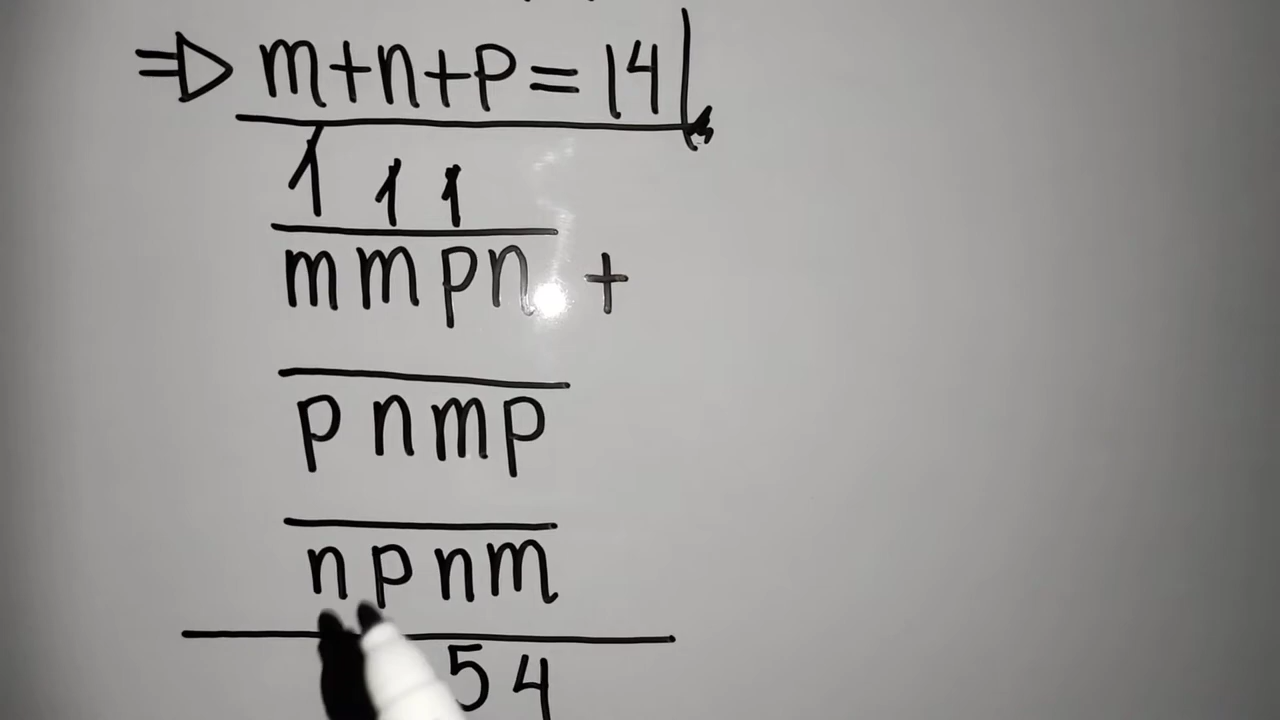 ⇒ m+n+p=14
1 1 1
mmpn +
pnmp
npnm
54